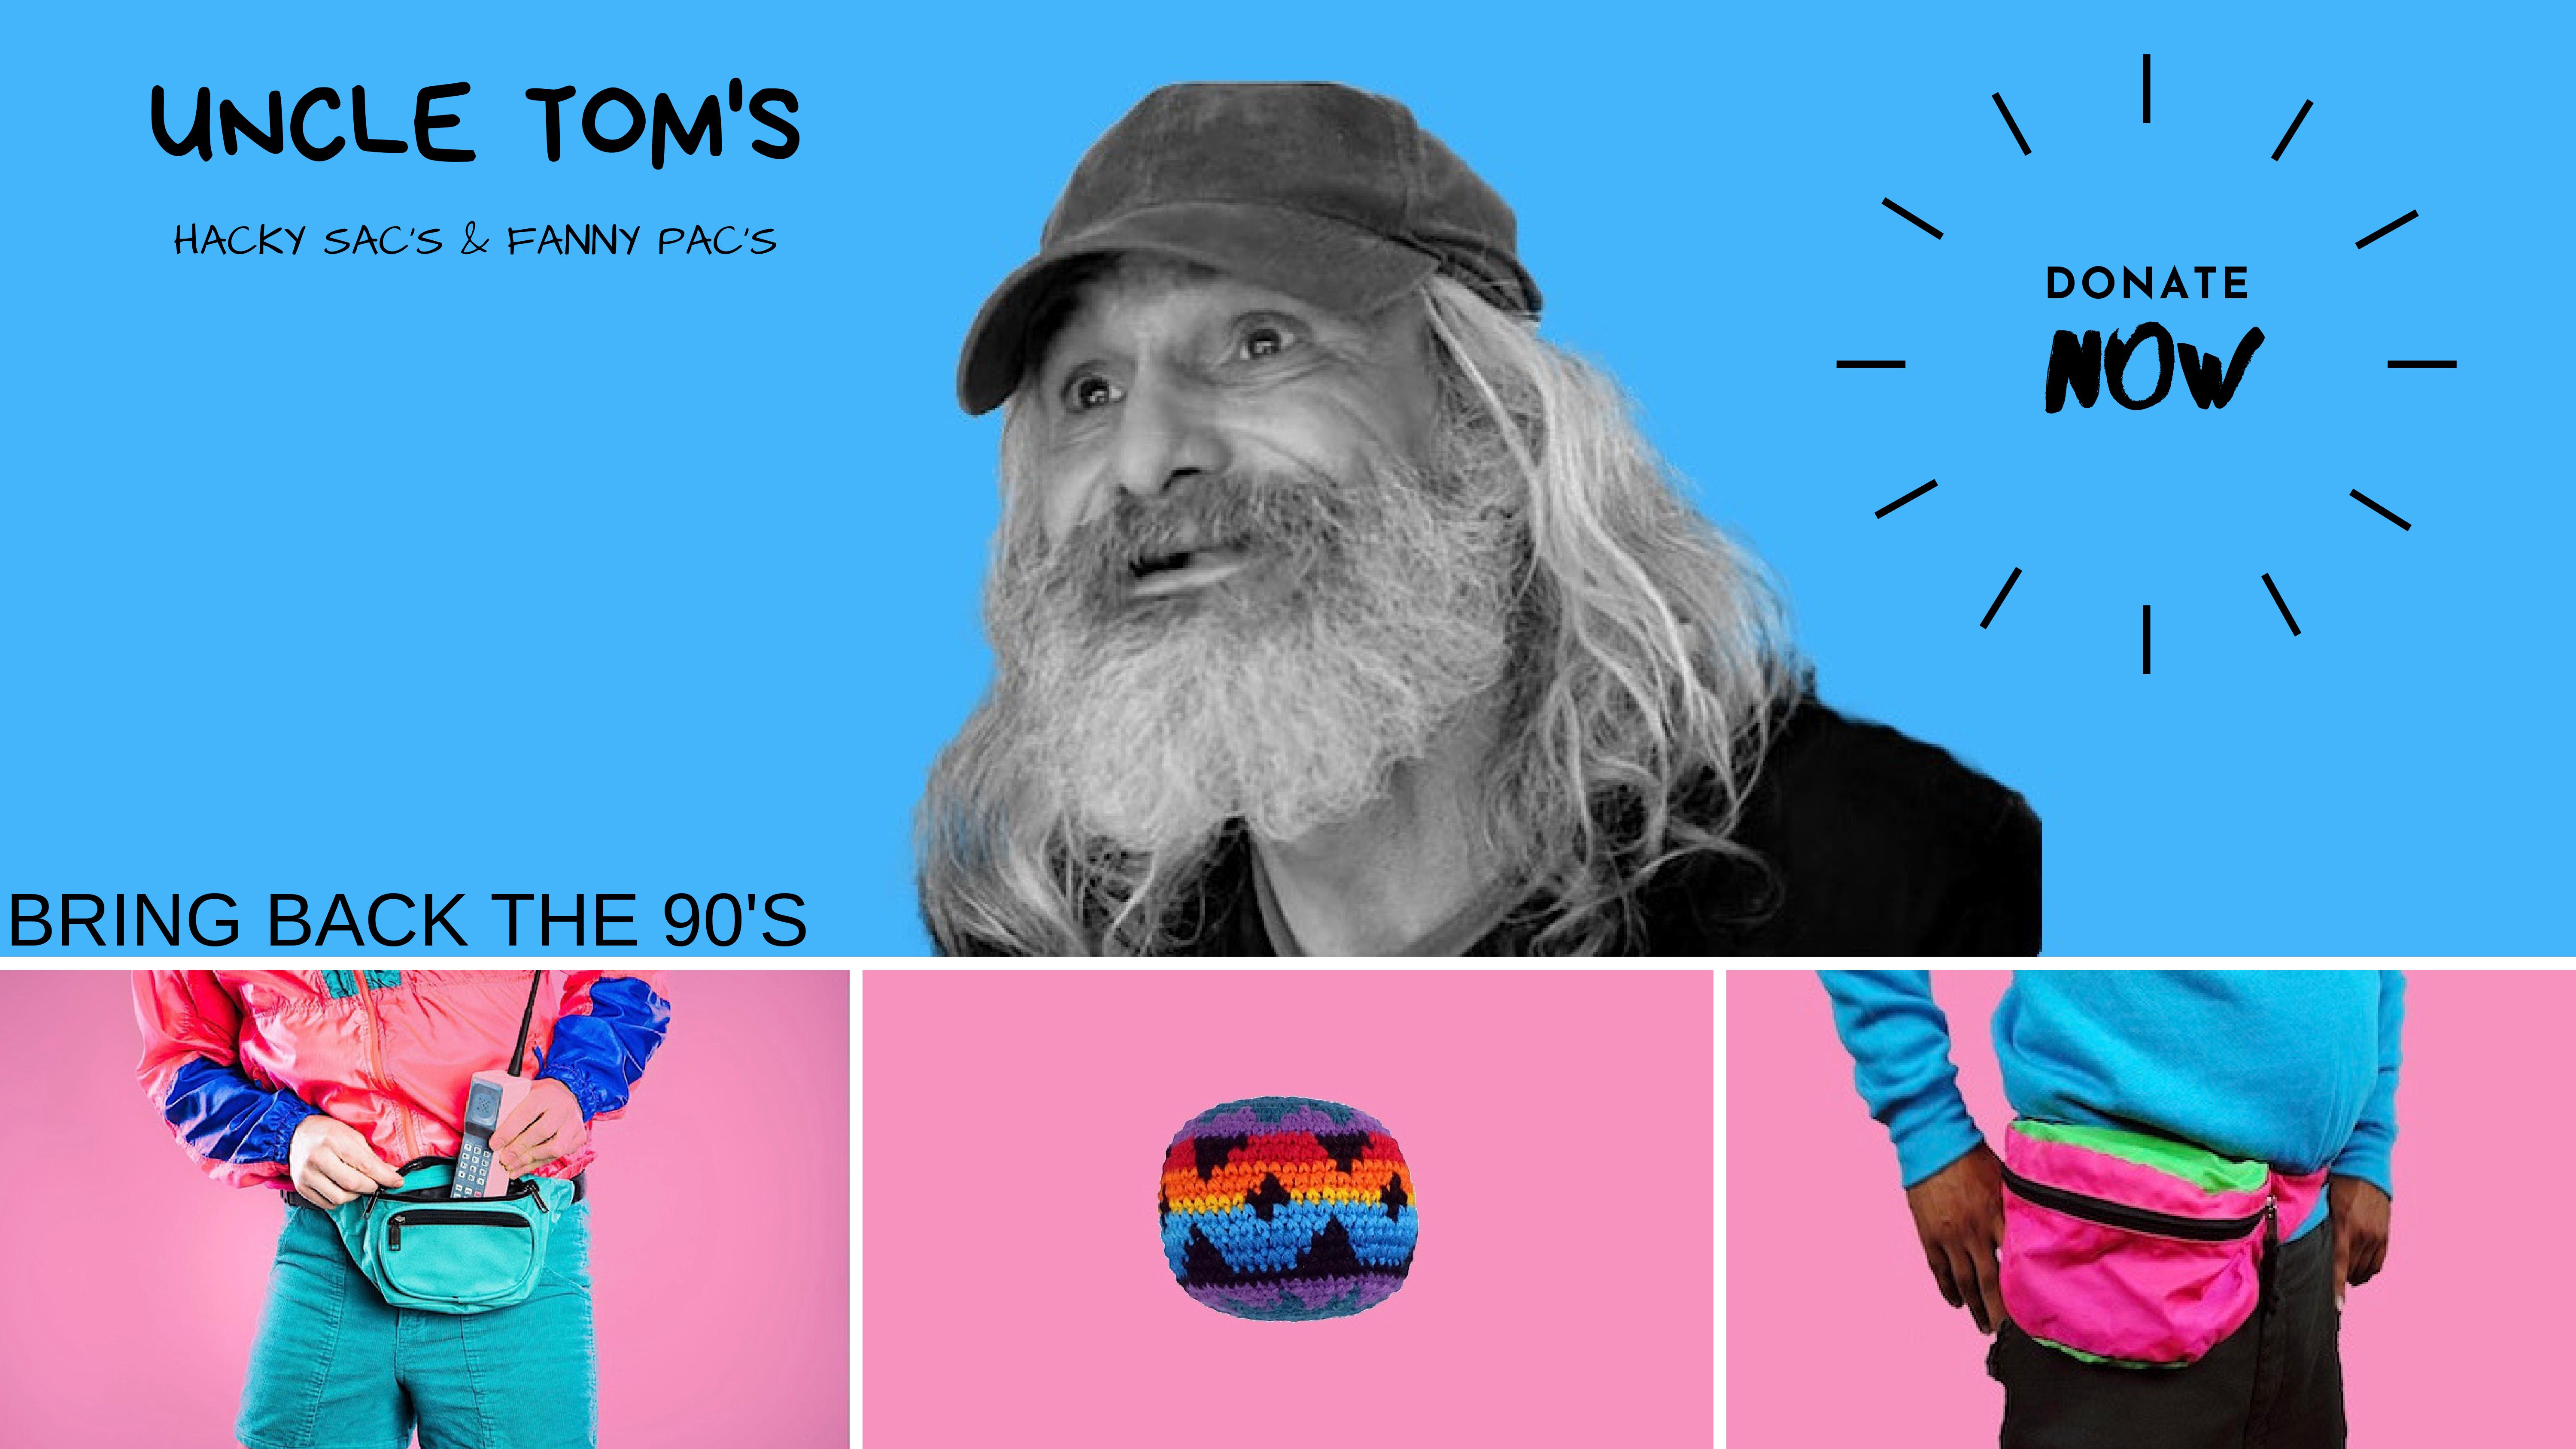 UNCLE TOM'S
HACKY SAC'S & FANNY PAC'S
DONATE
NOW
BRING BACK THE 90'S